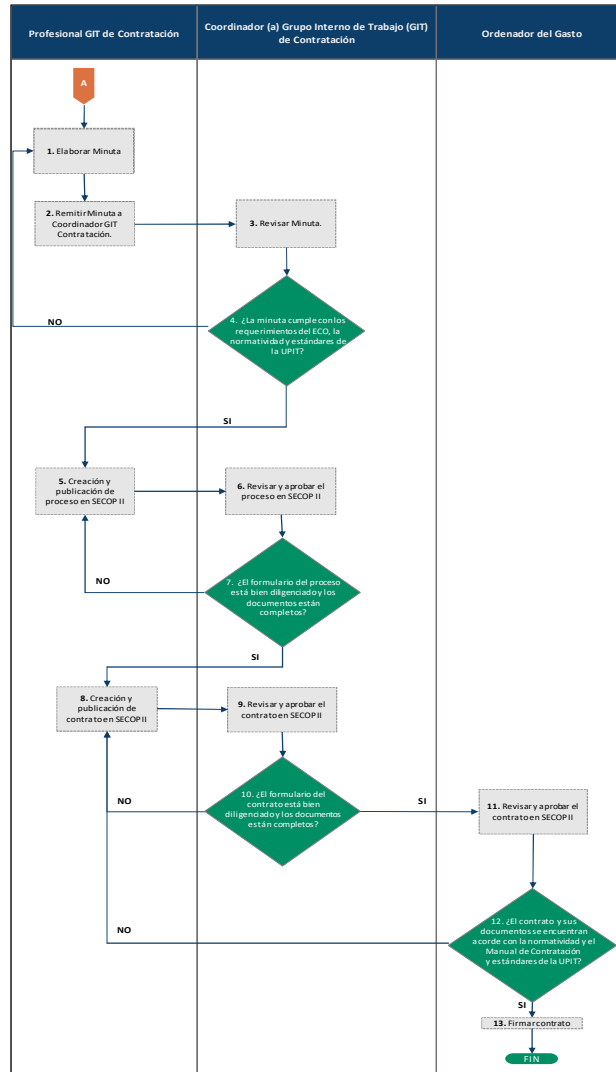 Profesional GIT de Contratación
Coordinador (a) Grupo Interno de Trabajo (GIT)
de Contratación
Ordenador del Gasto
A
1. Elaborar Minuta
2. Remitir Minuta a
Coordinador GIT
Contratación.
3. Revisar Minuta.
4. ¿La minuta cumple con los
requerimientos del ECO, la
normatividad y estándares de
la UPIT?
NO
SI
5. Creación y
publicación de
proceso en SECOP II
6. Revisar y aprobar el
proceso en SECOP II
7. ¿El formulario del proceso
está bien diligenciado y los
documentos están
completos?
NO
SI
8. Creación y
publicación de
contrato en SECOP II
9. Revisar y aprobar el
contrato en SECOP II
10. ¿El formulario del
contrato está bien
diligenciado y los documentos
están completos?
NO
SI
11. Revisar y aprobar el
contrato en SECOP II
12. ¿El contrato y sus
documentos se encuentran
acorde con la normatividad y el
Manual de Contratación
y estándares de la UPIT?
NO
SI
13. Firmar contrato
FIN